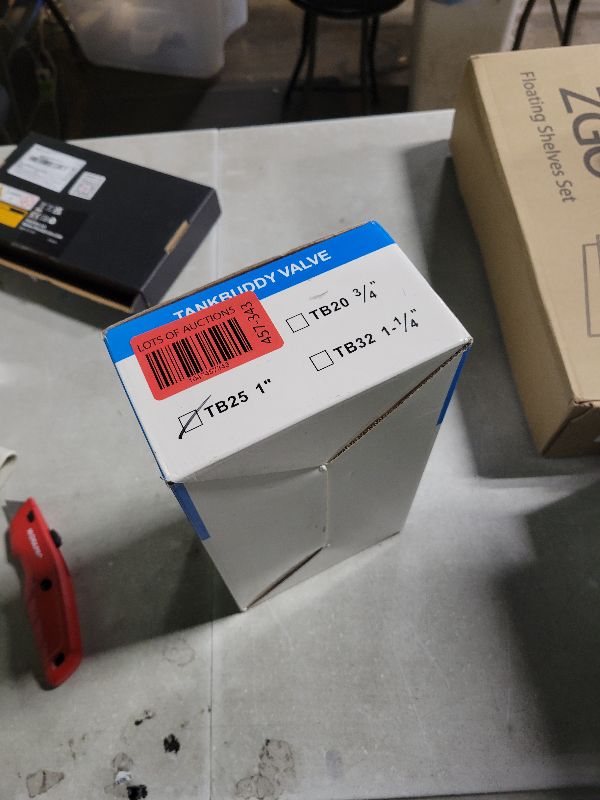 TANKBUDDY VALVE
LOTS OF AUCTIONS
457-343
TB20 3/4"
TB32 1-1/4"
TB25 1"
Floating Shelves Set